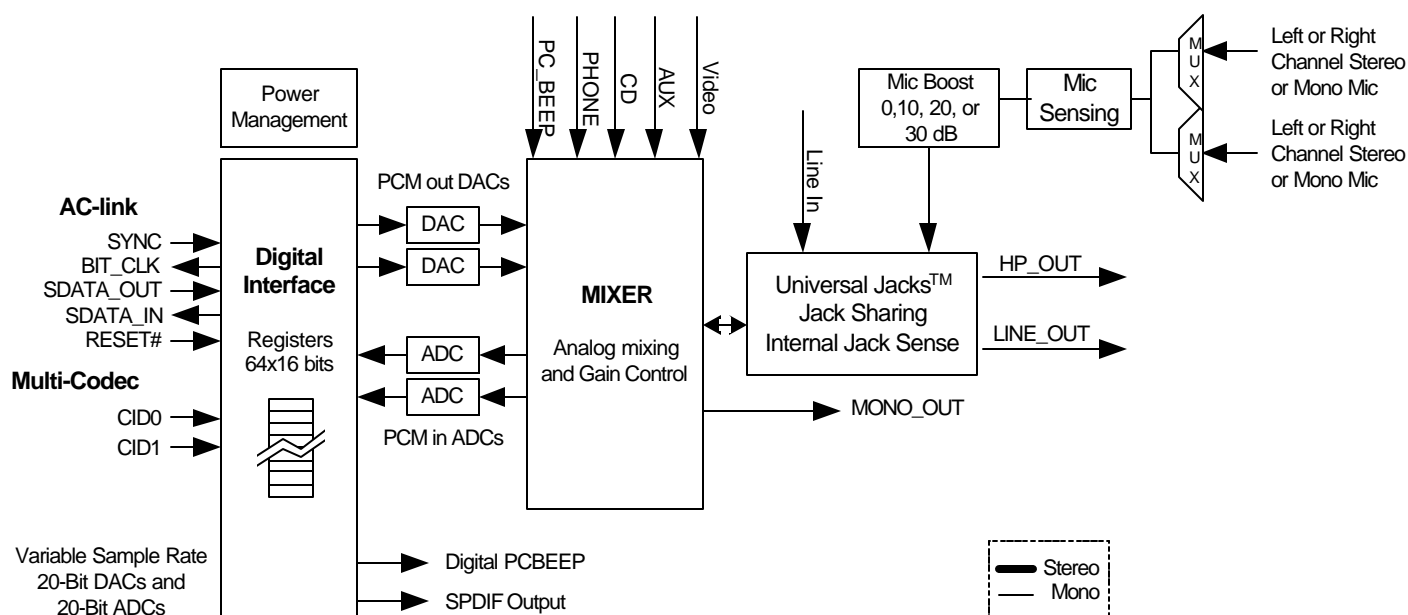 PC_BEEP
PHONE
CD
AUX
Video
Power
Management
Mic Boost
0,10, 20, or
30 dB
Mic
Sensing
MUX
Left or Right
Channel Stereo
or Mono Mic
MUX
Left or Right
Channel Stereo
or Mono Mic
Line In
AC-link
SYNC
BIT_CLK
SDATA_OUT
SDATA_IN
RESET#
Multi-Codec
CID0
CID1
Digital
Interface
Registers
64x16 bits
PCM out DACs
DAC
DAC
ADC
ADC
PCM in ADCs
MIXER
Analog mixing
and Gain Control
Universal Jacks™
Jack Sharing
Internal Jack Sense
HP_OUT
LINE_OUT
MONO_OUT
Variable Sample Rate
20-Bit DACs and
20-Bit ADCs
Digital PCBEEP
SPDIF Output
Stereo
Mono